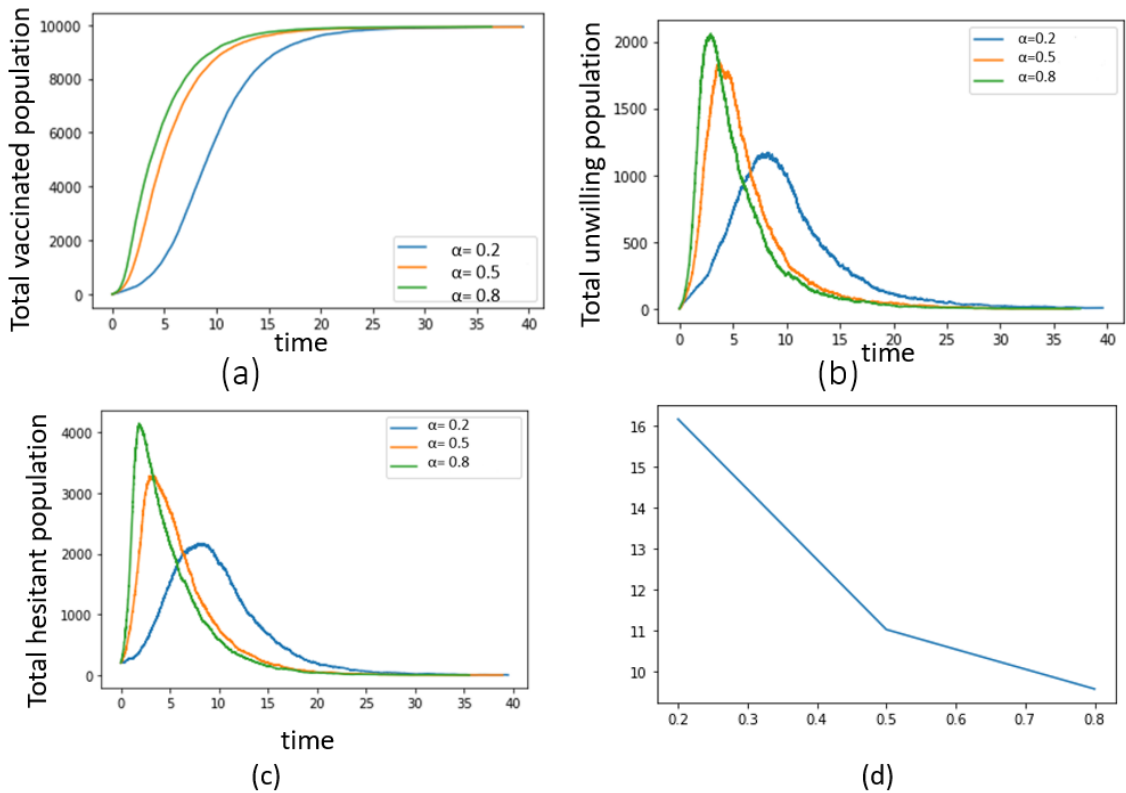 Total vaccinated population
10000
8000
6000
4000
2000
0
α= 0.2
α= 0.5
α= 0.8
0 5 10 15 20 25 30 35 40
time
(a)
Total unwilling population
2000
1500
1000
500
0
α=0.2
α=0.5
α=0.8
0 5 10 15 20 25 30 35 40
time
(b)
Total hesitant population
4000
3000
2000
1000
0
α= 0.2
α= 0.5
α= 0.8
0 5 10 15 20 25 30 35 40
time
(c)
16
15
14
13
12
11
10
0.2 0.3 0.4 0.5 0.6 0.7 0.8
(d)